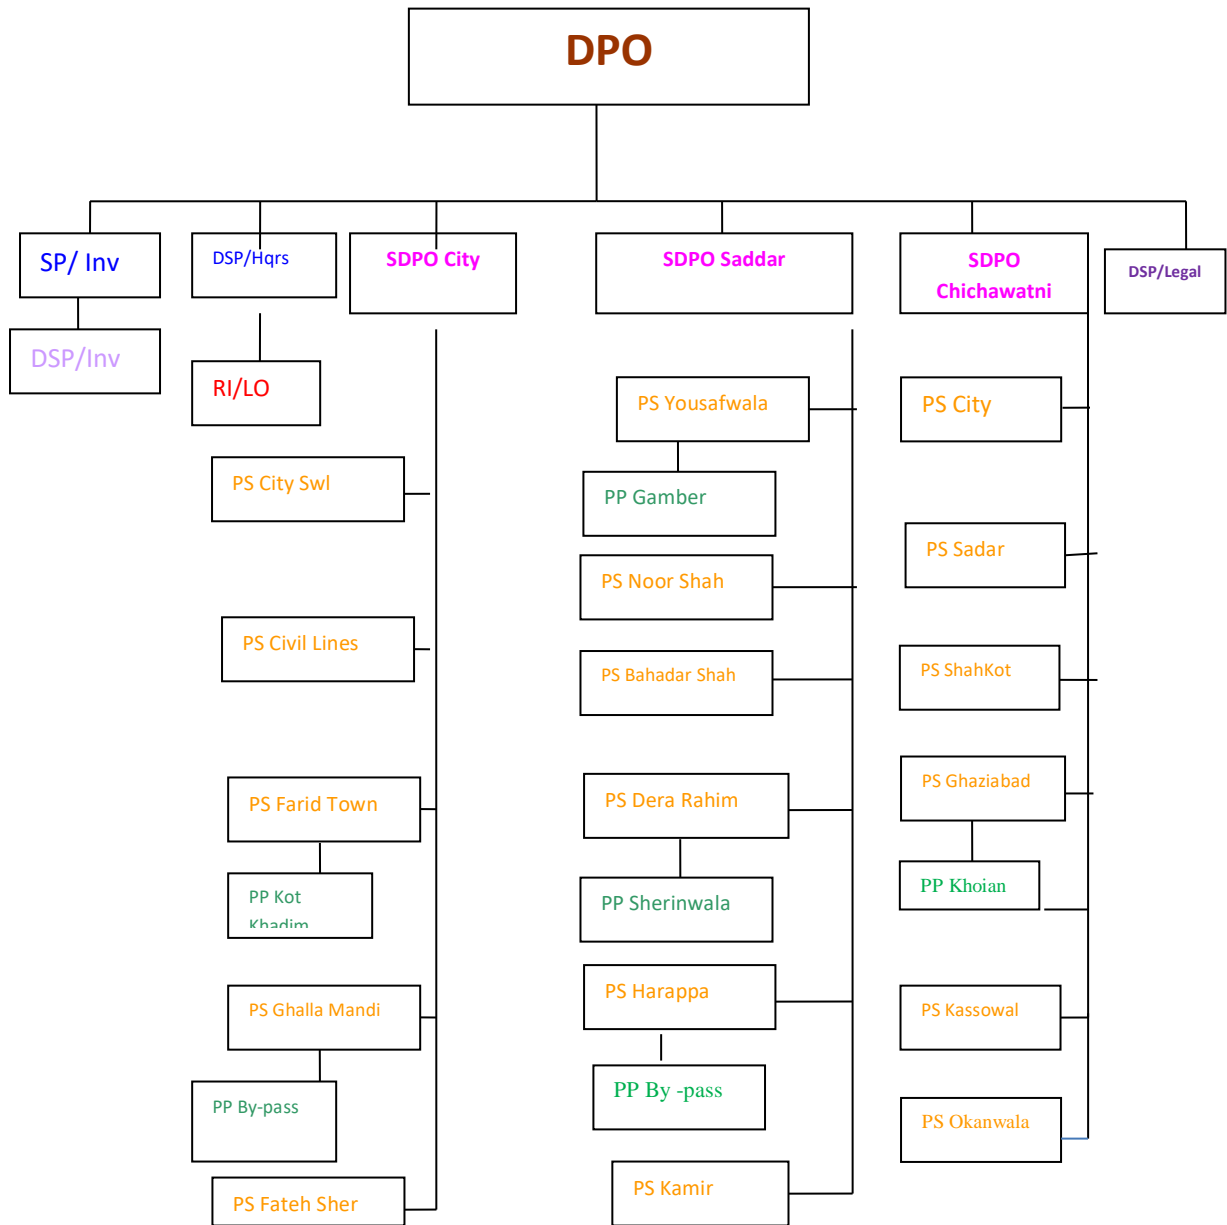 DPO
SP/ Inv
DSP/Hqrs
SDPO City
SDPO Saddar
SDPO
Chichawatni
DSP/Legal
DSP/Inv
RI/LO
PS Yousafwala
PS City
PS City Swl
PP Gamber
PS Sadar
PS Noor Shah
PS Civil Lines
PS Bahadar Shah
PS ShahKot
PS Farid Town
PS Dera Rahim
PS Ghaziabad
PP Kot
Khadim
PP Sherinwala
PP Khoian
PS Ghalla Mandi
PS Harappa
PS Kassowal
PP By-pass
PP By -pass
PS Okanwala
PS Fateh Sher
PS Kamir